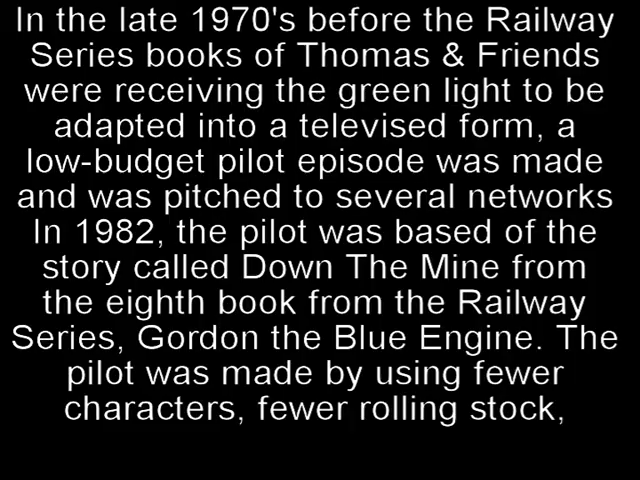 In the late 1970's before the Railway
Series books of Thomas & Friends
were receiving the green light to be
adapted into a televised form, a
low-budget pilot episode was made
and was pitched to several networks
In 1982, the pilot was based of the
story called Down The Mine from
the eighth book from the Railway
Series, Gordon the Blue Engine. The
pilot was made by using fewer
characters, fewer rolling stock,